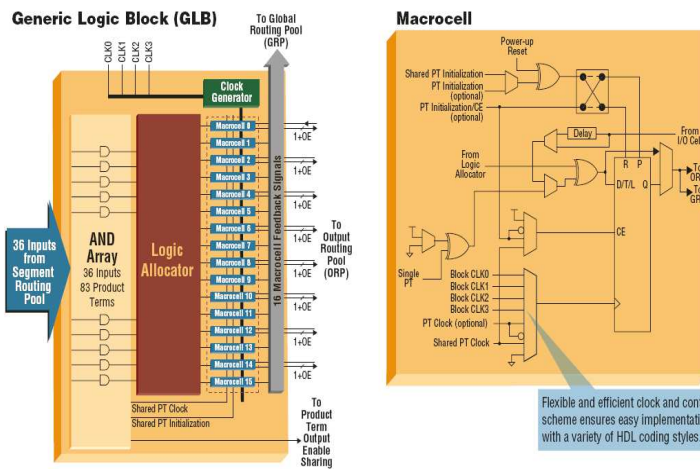 Generic Logic Block (GLB)
To Global
Routing Pool
(GRP)
CLK0
CLK1
CLK2
CLK3
Clock
Generator
36 Inputs
from
Segment
Routing
Pool
AND
Array
36 Inputs
83 Product
Terms
Logic
Allocator
Macrocell 0
Macrocell 1
Macrocell 2
Macrocell 3
Macrocell 4
Macrocell 5
Macrocell 6
Macrocell 7
Macrocell 8
Macrocell 9
Macrocell 10
Macrocell 11
Macrocell 12
Macrocell 13
Macrocell 14
Macrocell 15
16 Macrocell Feedback Signals
1+OE
1+OE
1+OE
1+OE
1+OE
1+OE
1+OE
1+OE
To
Output
Routing
Pool
(ORP)
Shared PT Clock
Shared PT Initialization
To
Product
Term
Output
Enable
Sharing
Macrocell
Power-up
Reset
Shared PT Initialization
PT Initialization
(optional)
PT Initialization/CE
(optional)
Delay
From
I/O Cel
From
Logic
Allocator
R P
D/T/L Q
To
OR
To
GR
CE
Single
PT
Block CLK0
Block CLK1
Block CLK2
Block CLK3
PT Clock (optional)
Shared PT Clock
Flexible and efficient clock and con
scheme ensures easy implementati
with a variety of HDL coding styles